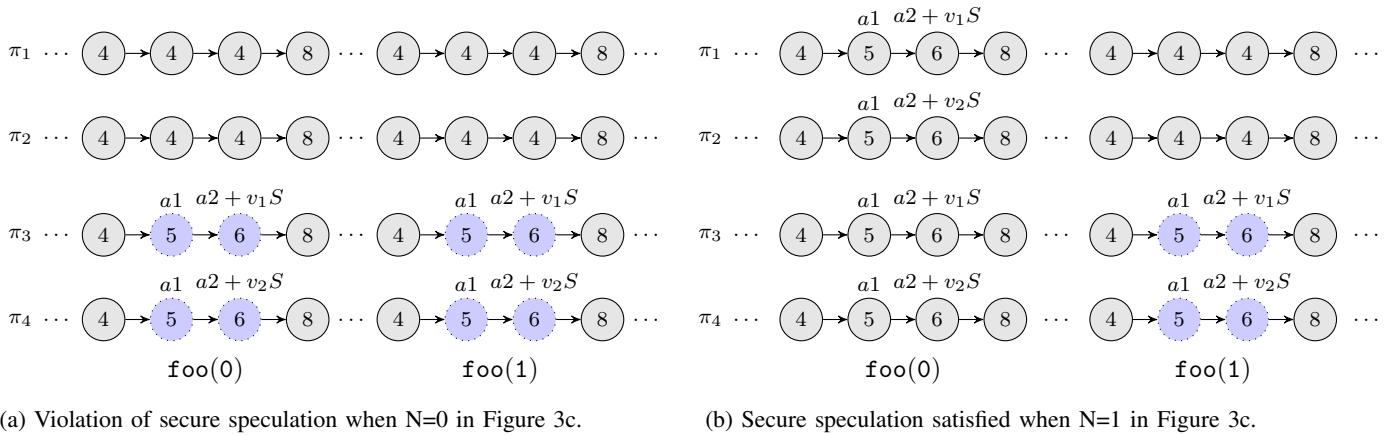 a1 a2 + v₁S
π₁ ··· 4 4 4 8 ··· 4 4 4 8 ···
π₁ ··· 4 5 6 8 ··· 4 4 4 8 ···
a1 a2 + v₂S
π₂ ··· 4 4 4 8 ··· 4 4 4 8 ···
π₂ ··· 4 5 6 8 ··· 4 4 4 8 ···
a1 a2 + v₁S a1 a2 + v₁S
a1 a2 + v₁S a1 a2 + v₁S
π₃ ··· 4 5 6 8 ··· 4 5 6 8 ···
π₃ ··· 4 5 6 8 ··· 4 5 6 8 ···
a1 a2 + v₂S a1 a2 + v₂S
a1 a2 + v₂S a1 a2 + v₂S
π₄ ··· 4 5 6 8 ··· 4 5 6 8 ···
π₄ ··· 4 5 6 8 ··· 4 5 6 8 ···
foo(0) foo(1)
foo(0) foo(1)
(a) Violation of secure speculation when N=0 in Figure 3c.
(b) Secure speculation satisfied when N=1 in Figure 3c.